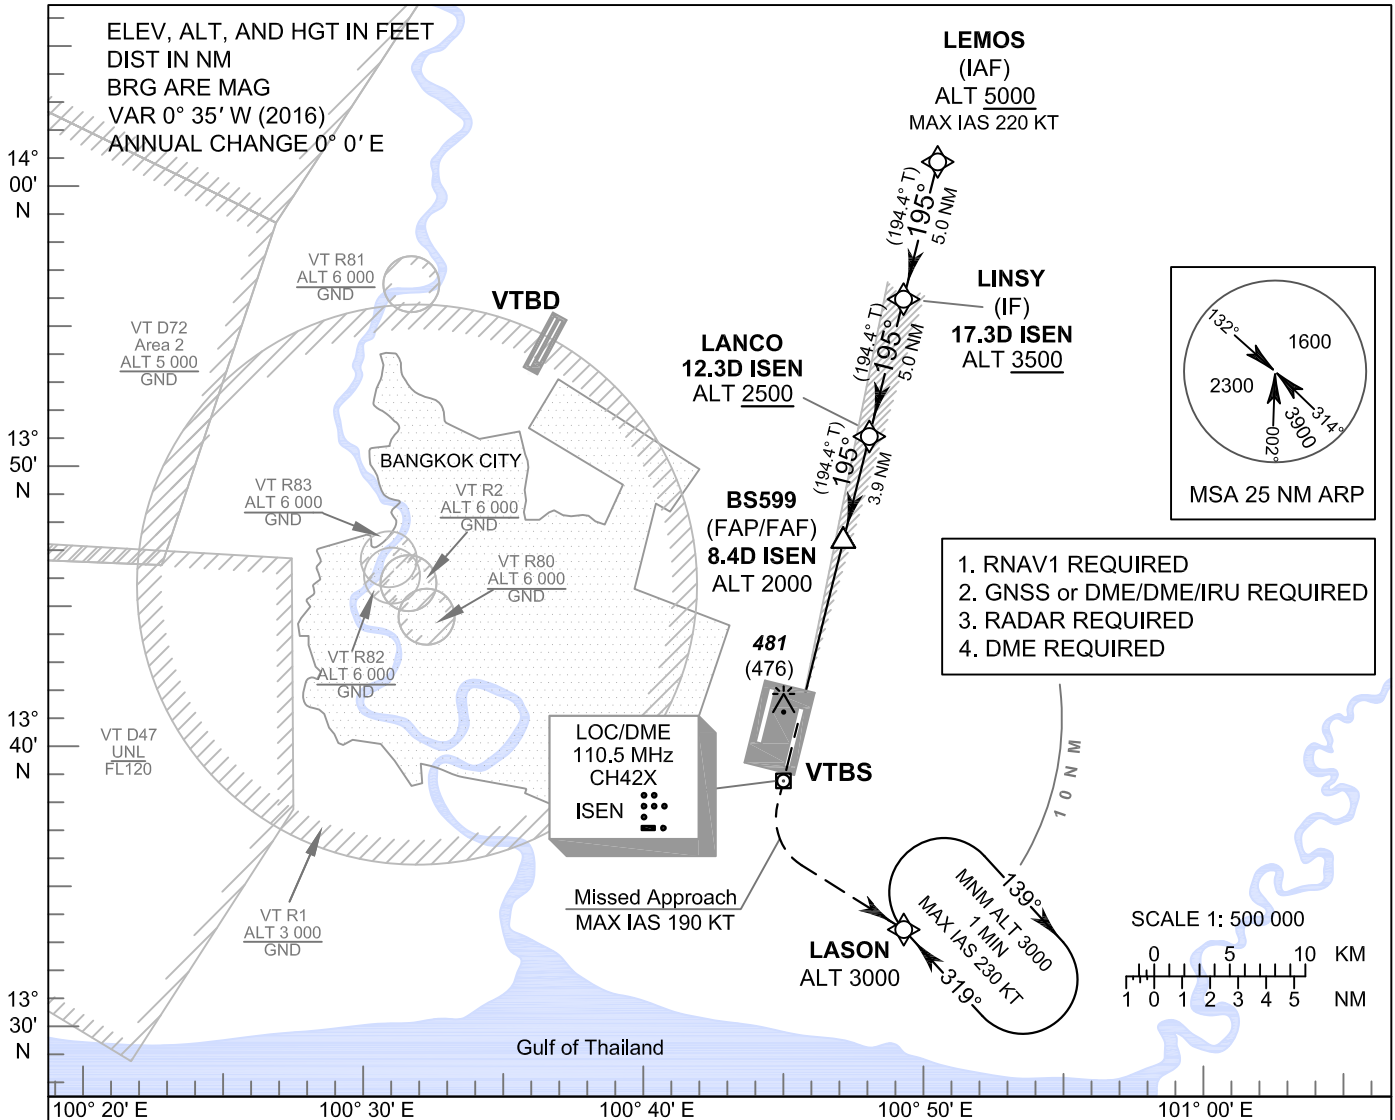 ELEV, ALT, AND HGT IN FEET
DIST IN NM
BRG ARE MAG
VAR 0° 35' W (2016)
ANNUAL CHANGE 0° 0' E
LEMOS
(IAF)
ALT 5000
MAX IAS 220 KT
14°
00'
N
(194.4° T)
195°
5.0 NM
VT R81
ALT 6 000
GND
VTBD
LINSY
(IF)
17.3D ISEN
ALT 3500
VT D72
Area 2
ALT 5 000
GND
LANCO
12.3D ISEN
ALT 2500
(194.4° T)
195°
5.0 NM
132°
1600
2300
314°
3900
002°
MSA 25 NM ARP
13°
50'
N
BANGKOK CITY
(194.4° T)
195°
3.9 NM
VT R83
ALT 6 000
GND
VT R2
ALT 6 000
GND
BS599
(FAP/FAF)
8.4D ISEN
ALT 2000
VT R80
ALT 6 000
GND
1. RNAV1 REQUIRED
2. GNSS or DME/DME/IRU REQUIRED
3. RADAR REQUIRED
4. DME REQUIRED
VT R82
ALT 6 000
GND
481
(476)
13°
40'
N
VT D47
UNL
FL120
LOC/DME
110.5 MHz
CH42X
ISEN
VTBS
10 NM
VT R1
ALT 3 000
GND
Missed Approach
MAX IAS 190 KT
LASON
ALT 3000
139°
MNM ALT 3000
1 MIN
MAX IAS 230 KT
319°
SCALE 1: 500 000
0 5 10 KM
1 0 1 2 3 4 5 NM
13°
30'
N
Gulf of Thailand
100° 20' E
100° 30' E
100° 40' E
100° 50' E
101° 00' E